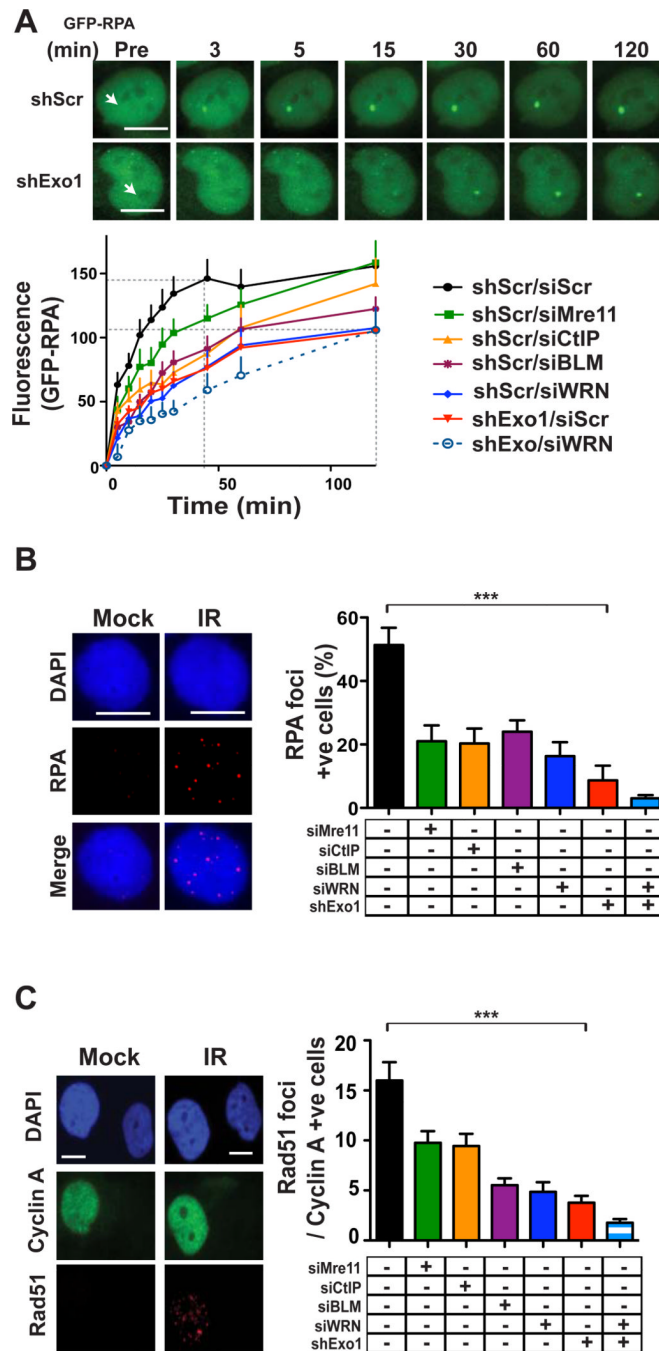 A
GFP-RPA
(min) Pre 3 5 15 30 60 120
shScr
shExo1
Fluorescence
(GFP-RPA)
150
100
50
0
0 50 100
Time (min)
shScr/siScr
shScr/siMre11
shScr/siCtIP
shScr/siBLM
shScr/siWRN
shExo1/siScr
shExo/siWRN
B
Mock IR
DAPI
RPA
Merge
***
RPA foci
+ve cells (%)
60
40
20
0
siMre11 - + - - - - -
siCtIP - - + - - - -
siBLM - - - + - - -
siWRN - - - - + - +
shExo1 - - - - - + +
C
Mock IR
DAPI
Cyclin A
Rad51
***
Rad51 foci
/ Cyclin A +ve cells
20
15
10
5
0
siMre11 - + - - - - -
siCtIP - - + - - - -
siBLM - - - + - - -
siWRN - - - - + - +
shExo1 - - - - - + +